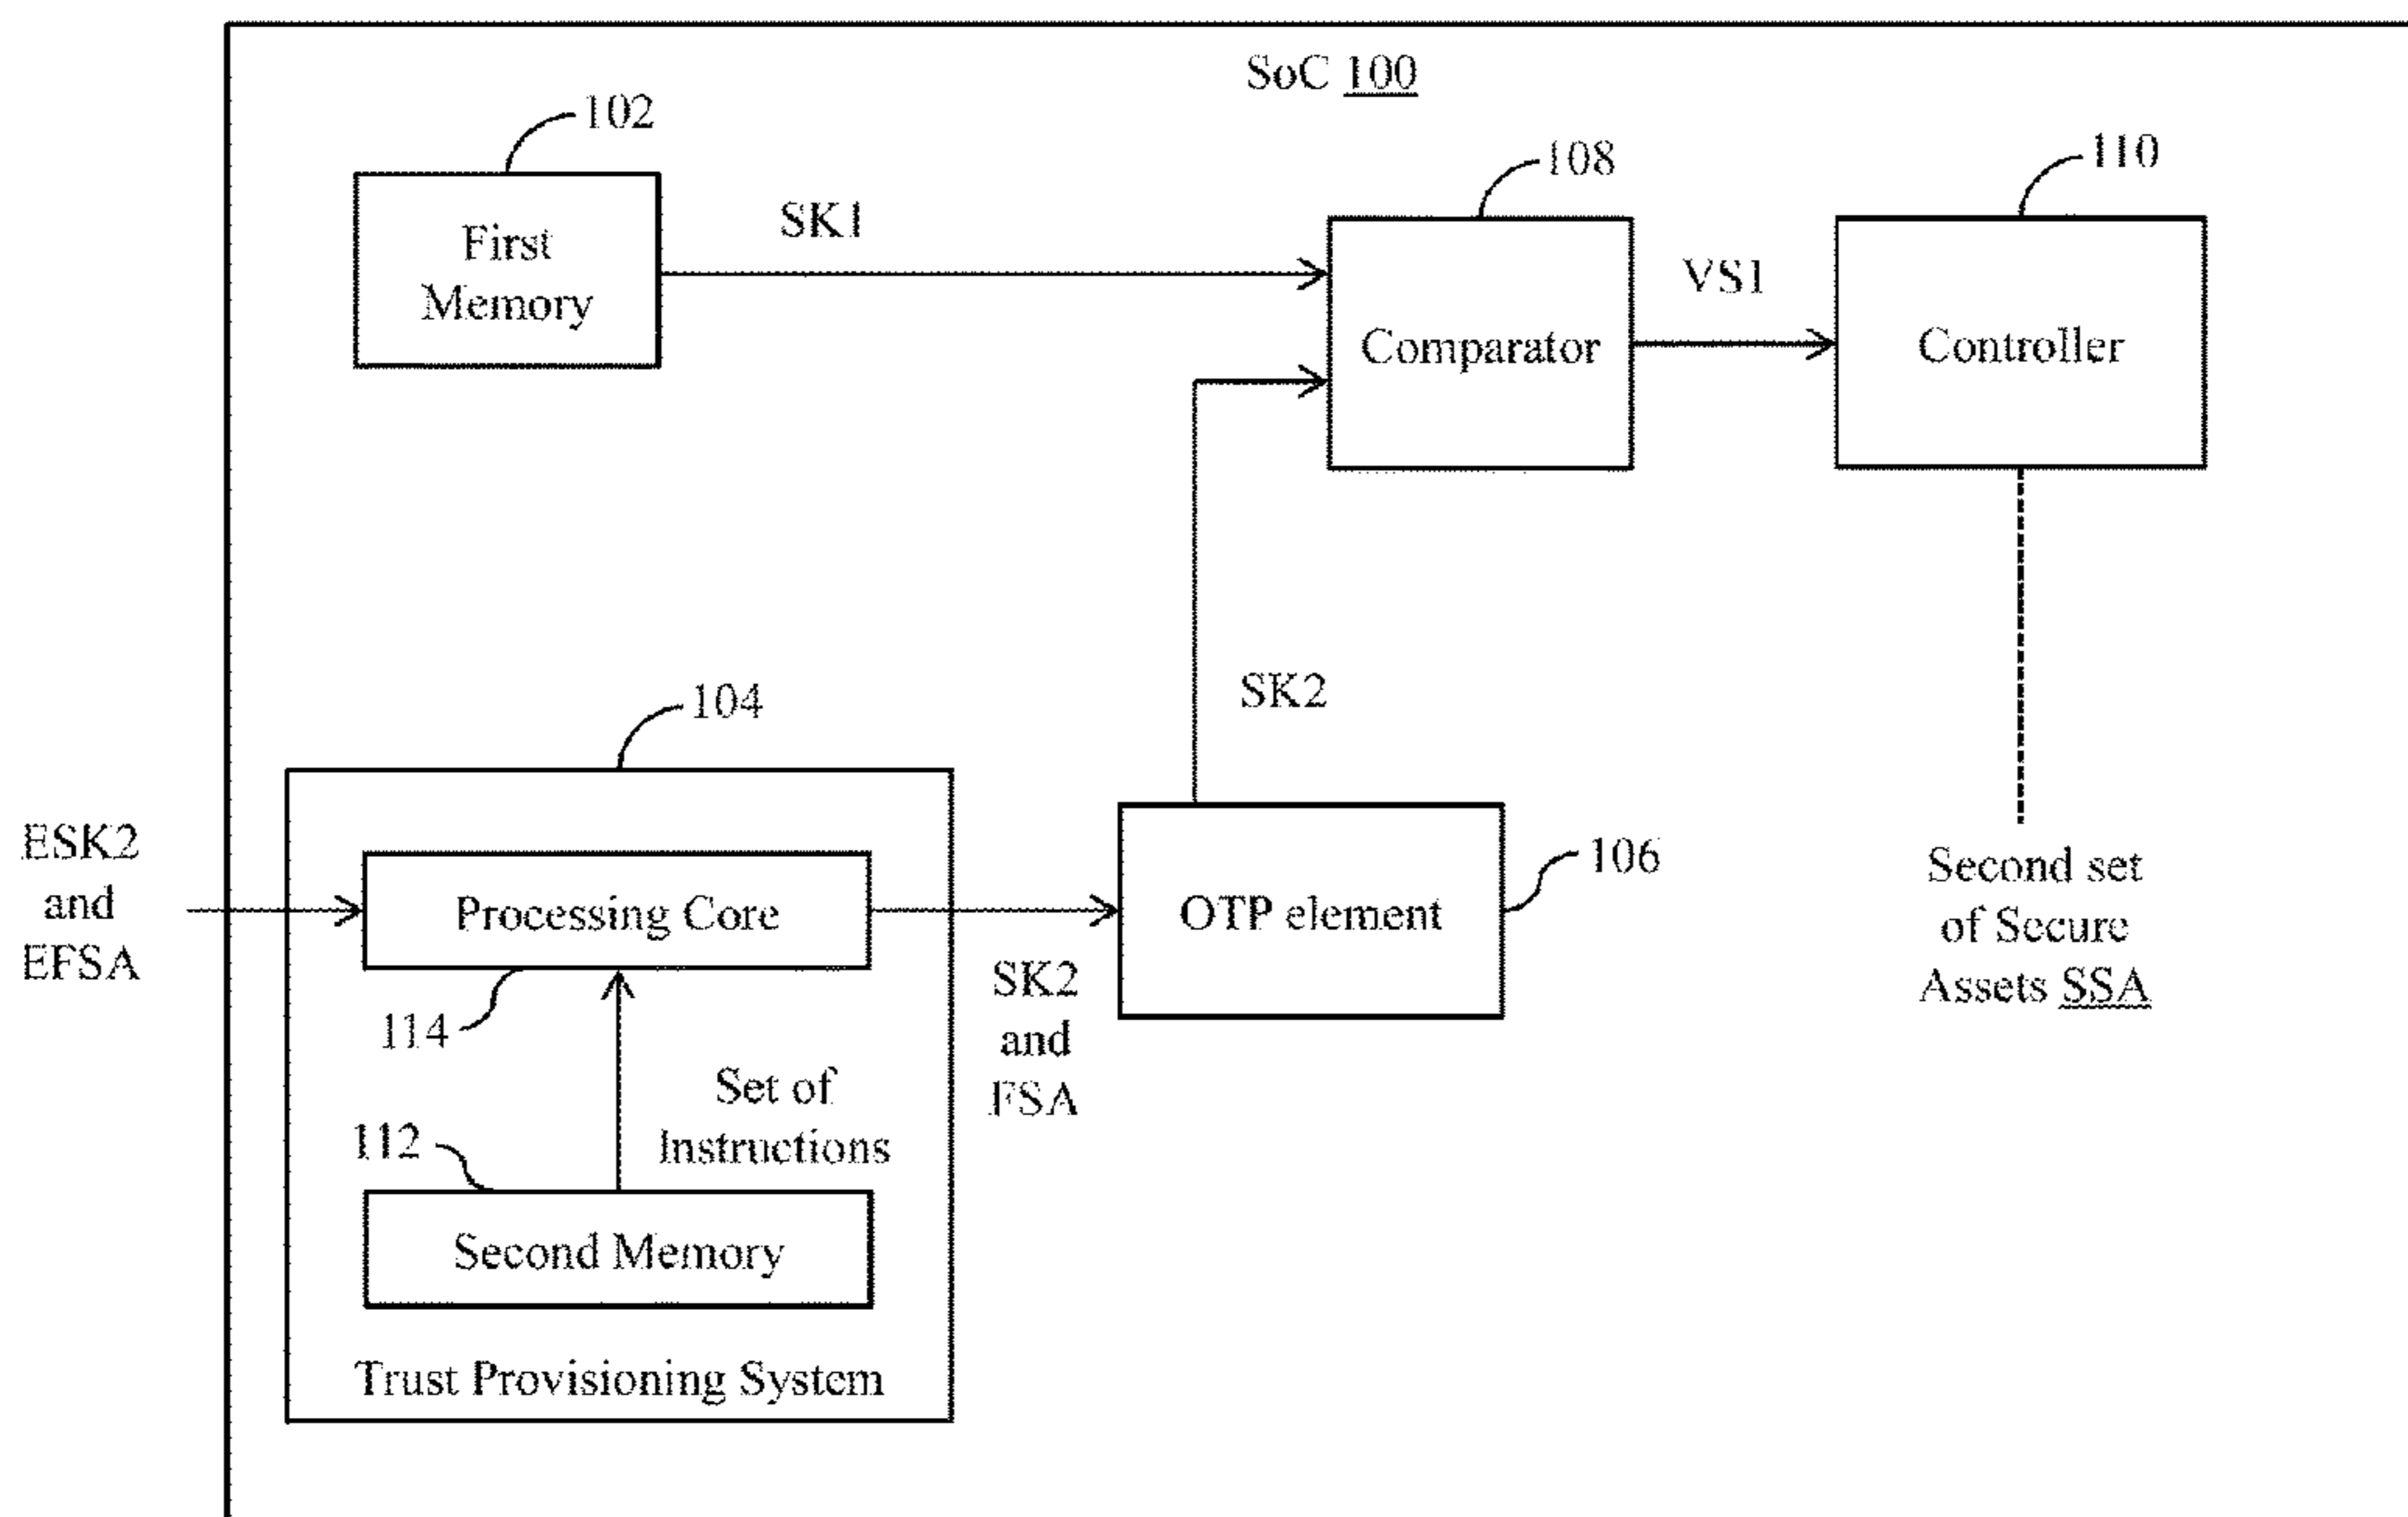 SoC 100
102
First
Memory
SK1
108
Comparator
VS1
110
Controller
SK2
104
ESK2
and
EFSA
Processing Core
114
Set of
Instructions
112
Second Memory
Trust Provisioning System
SK2
and
FSA
OTP element
106
Second set
of Secure
Assets SSA